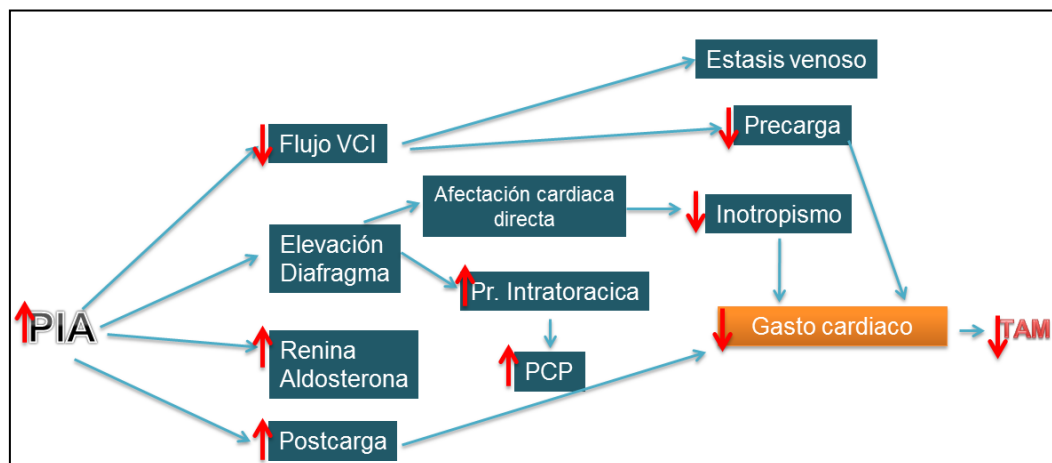 Estasis venoso
Precarga
Flujo VCI
Afectación cardiaca
directa
Inotropismo
Elevación
Diafragma
Pr. Intratoracica
PIA
Gasto cardiaco
TAM
Renina
Aldosterona
PCP
Postcarga